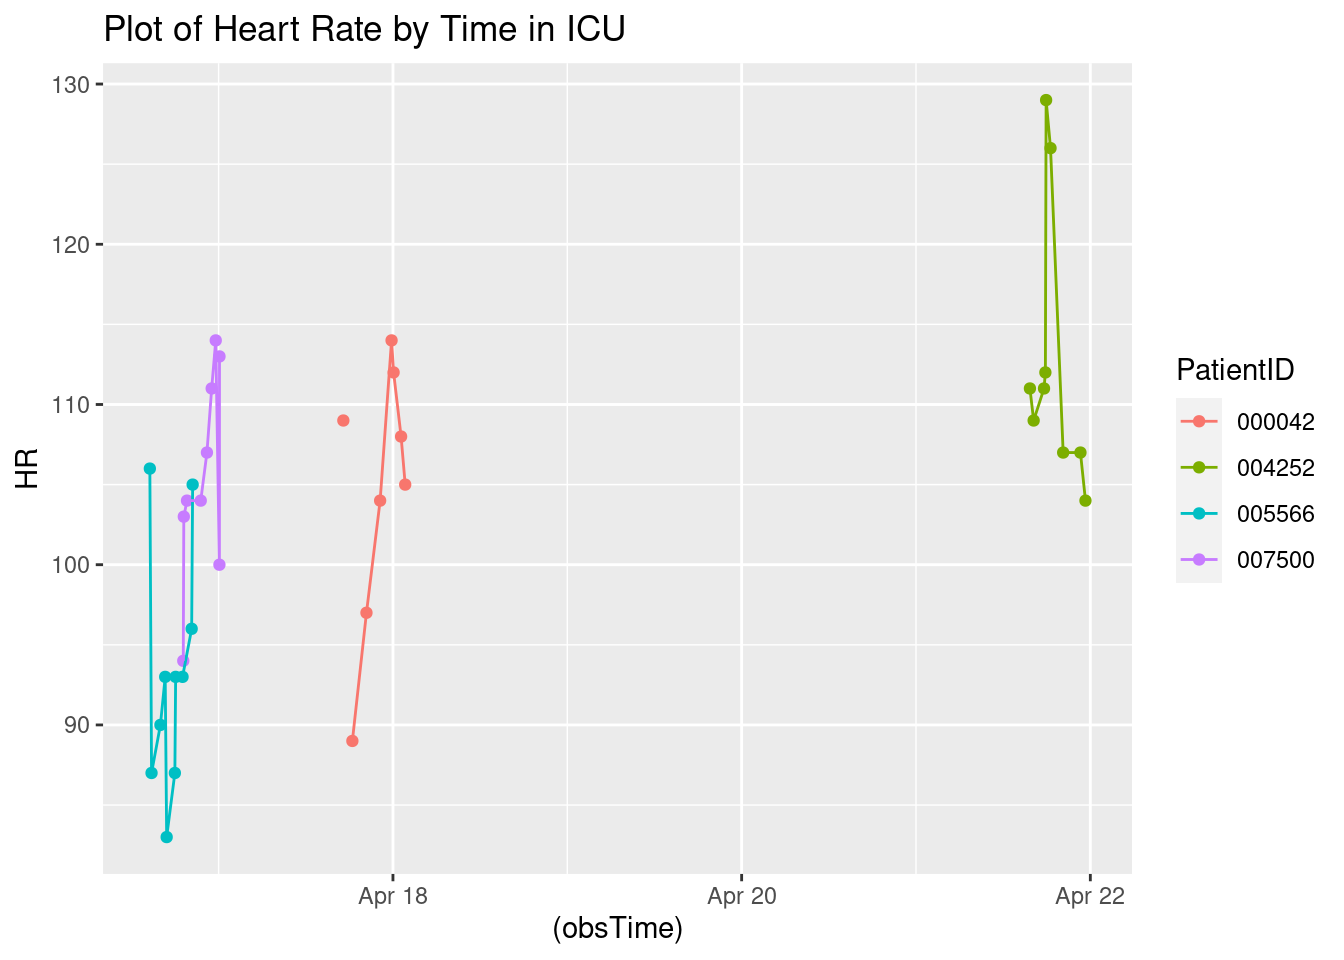 Plot of Heart Rate by Time in ICU
130
120
110
100
90
HR
Apr 18
Apr 20
Apr 22
(obsTime)
PatientID
000042
004252
005566
007500